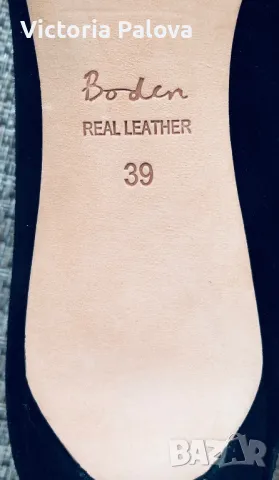 Victoria Palova
Boden
REAL LEATHER
39
BAZAR